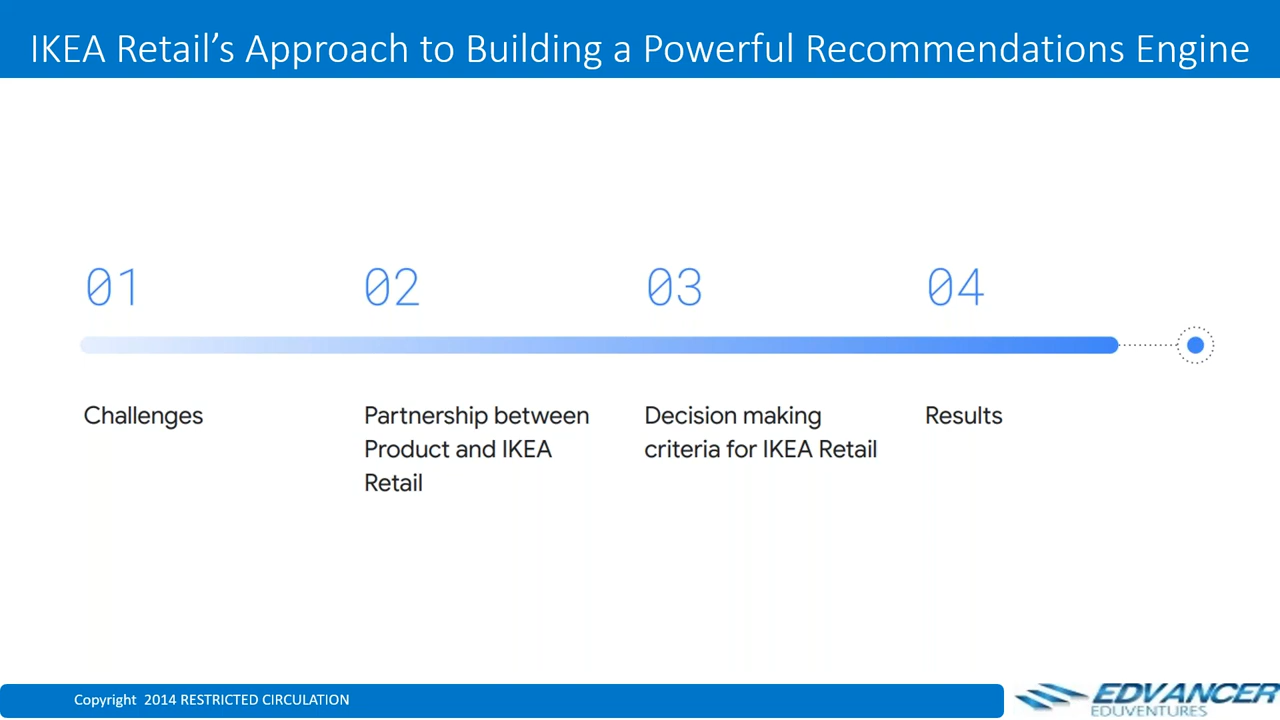 IKEA Retail’s Approach to Building a Powerful Recommendations Engine
01
02
03
04
Challenges
Partnership between
Product and IKEA
Retail
Decision making
criteria for IKEA Retail
Results
Copyright 2014 RESTRICTED CIRCULATION
EDVANCER
EDUVENTURES